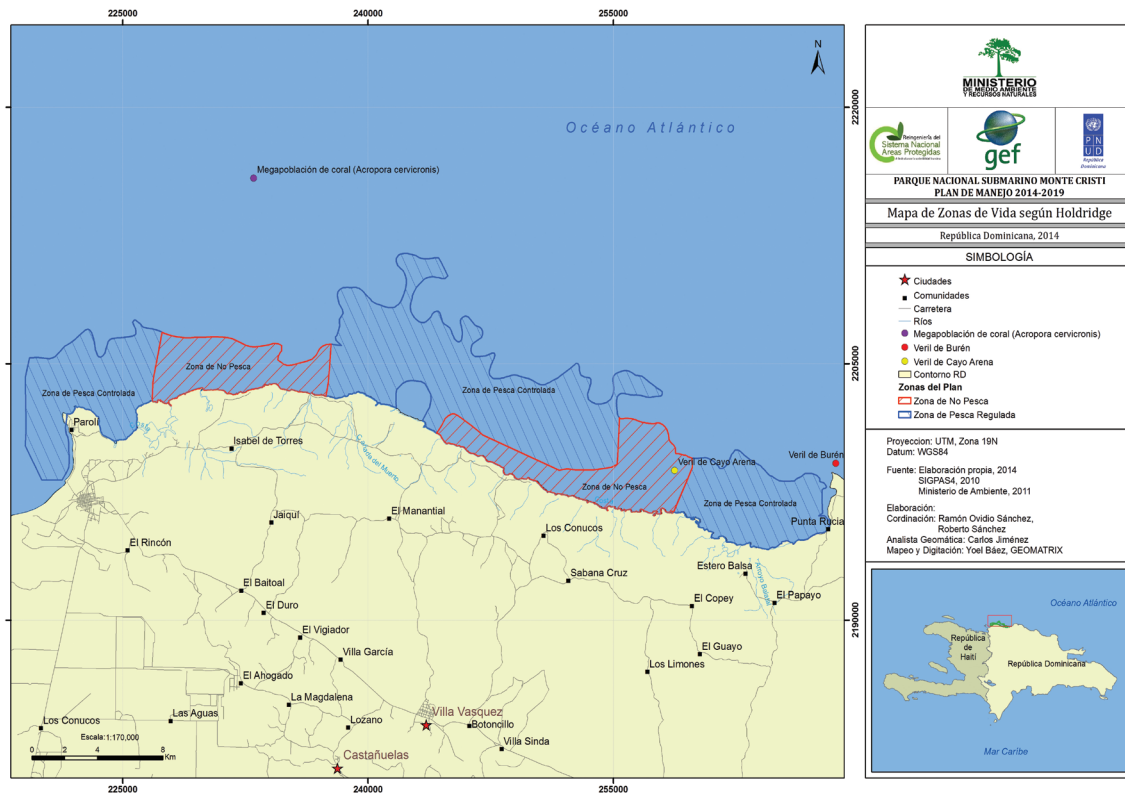 225000
240000
255000
N
2220000
2205000
2190000
Océano Atlántico
Megapoblación de coral (Acropora cervicronis)
Zona de No Pesca
Zona de Pesca Controlada
Zona de Pesca Controlada
Parolí
Isabel de Torres
Cañada del Muerto
Veril de Cayo Arena
Veril de Burén
Zona de No Pesca
Zona de Pesca Controlada
Punta Rucia
Jaiquí
El Manantial
Los Conucos
El Rincón
Sabana Cruz
Estero Balsa
El Baitoal
El Papayo
El Duro
El Copey
El Vigiador
El Guayo
Villa García
Los Limones
El Ahogado
La Magdalena
Las Aguas
Lozano
Los Conucos
Villa Vasquez
Botoncillo
Villa Sinda
Castañuelas
Escala:1:170,000
0 2 4 8
Km
225000
240000
255000
MINISTERIO
DE MEDIO AMBIENTE
Y RECURSOS NATURALES
Reingeniería del
Sistema Nacional
Areas Protegidas
gef
P N
U D
República
Dominicana
PARQUE NACIONAL SUBMARINO MONTE CRISTI
PLAN DE MANEJO 2014-2019
Mapa de Zonas de Vida según Holdridge
República Dominicana, 2014
SIMBOLOGÍA
Ciudades
Comunidades
Carretera
Ríos
Megapoblación de coral (Acropora cervicronis)
Veril de Burén
Veril de Cayo Arena
Contorno RD
Zonas del Plan
Zona de No Pesca
Zona de Pesca Regulada
Proyeccion: UTM, Zona 19N
Datum: WGS84
Fuente: Elaboración propia, 2014
SIGPAS4, 2010
Ministerio de Ambiente, 2011
Elaboración:
Cordinación: Ramón Ovidio Sánchez,
Roberto Sánchez
Analista Geomática: Carlos Jiménez
Mapeo y Digitación: Yoel Báez, GEOMATRIX
Océano Atlántico
República
de
Haití
República Dominicana
Mar Caribe